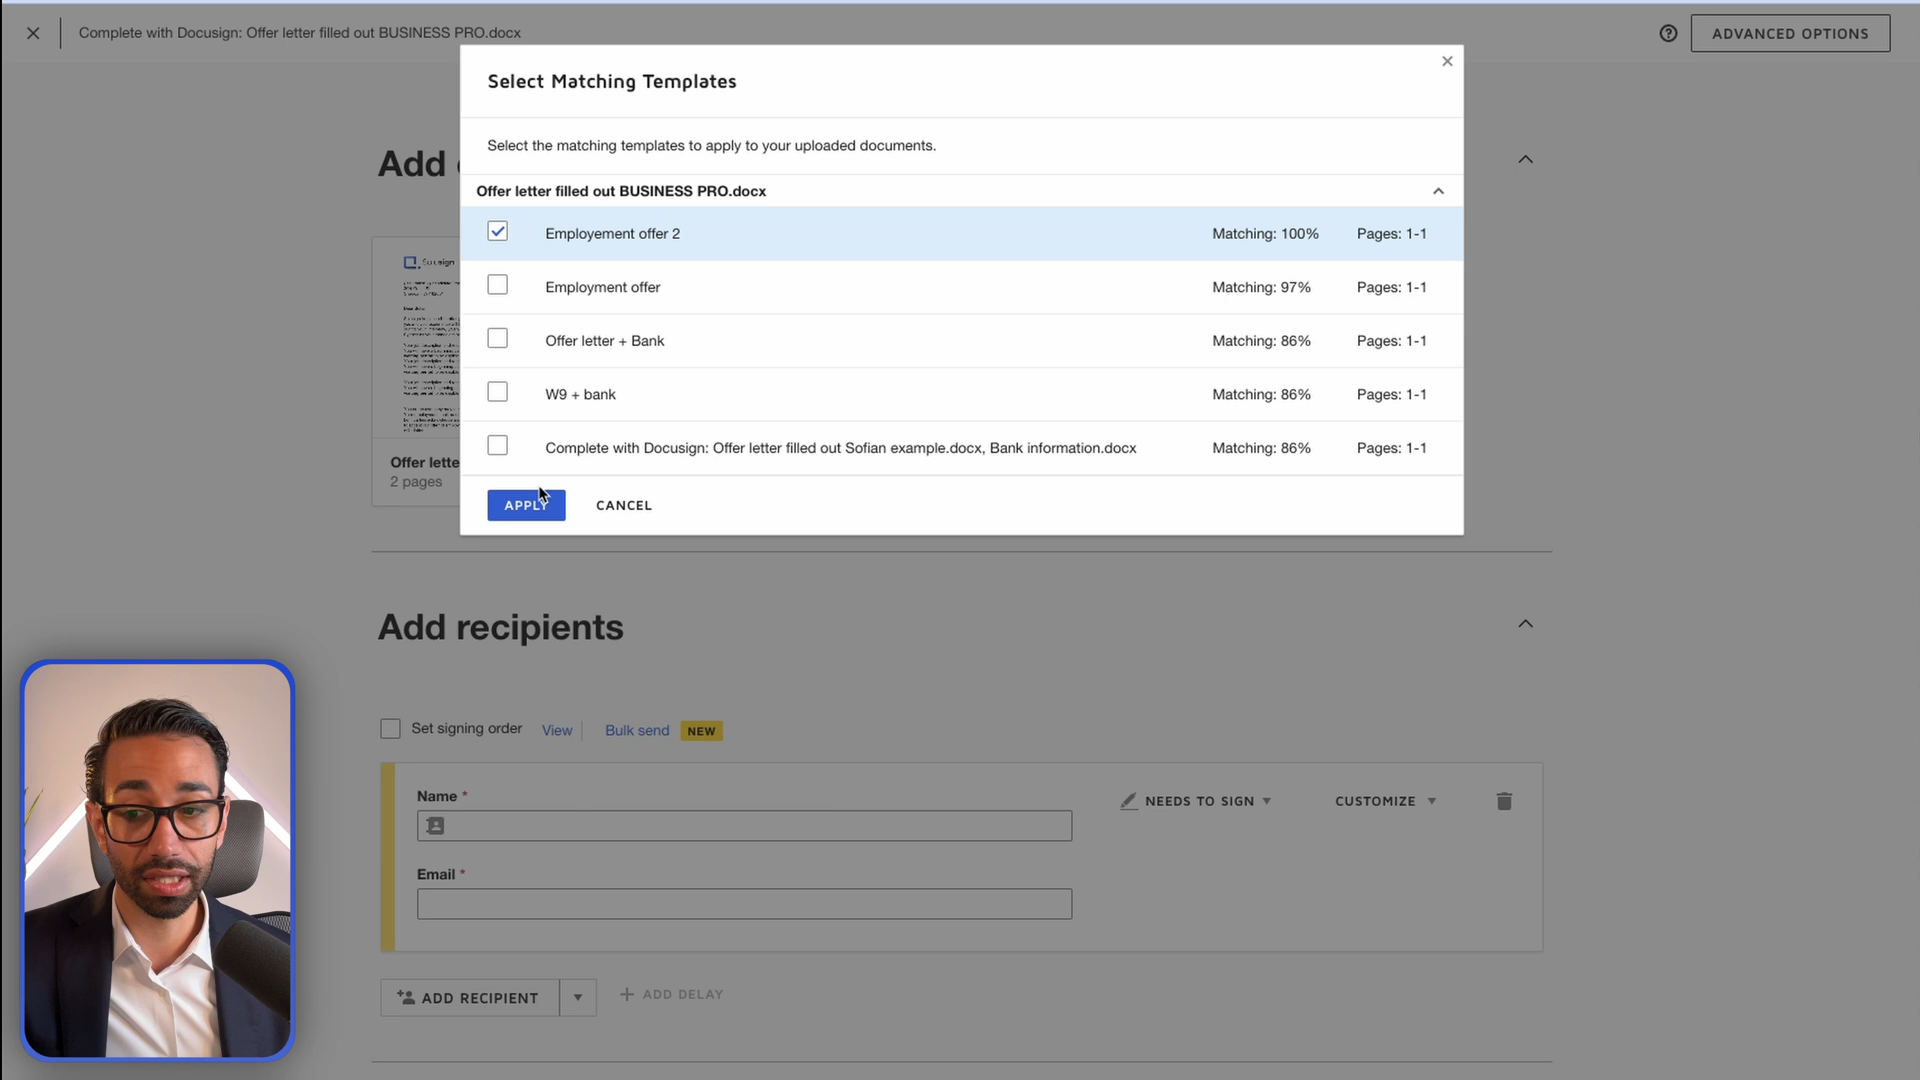 Complete with Docusign: Offer letter filled out BUSINESS PRO.docx
ADVANCED OPTIONS
Select Matching Templates
Select the matching templates to apply to your uploaded documents.
Add
Offer letter filled out BUSINESS PRO.docx
Employement offer 2 Matching: 100% Pages: 1-1
Employment offer Matching: 97% Pages: 1-1
Offer letter + Bank Matching: 86% Pages: 1-1
W9 + bank Matching: 86% Pages: 1-1
Complete with Docusign: Offer letter filled out Sofian example.docx, Bank information.docx Matching: 86% Pages: 1-1
Offer lette
2 pages
APPLY CANCEL
Add recipients
Set signing order View Bulk send NEW
Name *
NEEDS TO SIGN CUSTOMIZE
Email *
ADD RECIPIENT + ADD DELAY